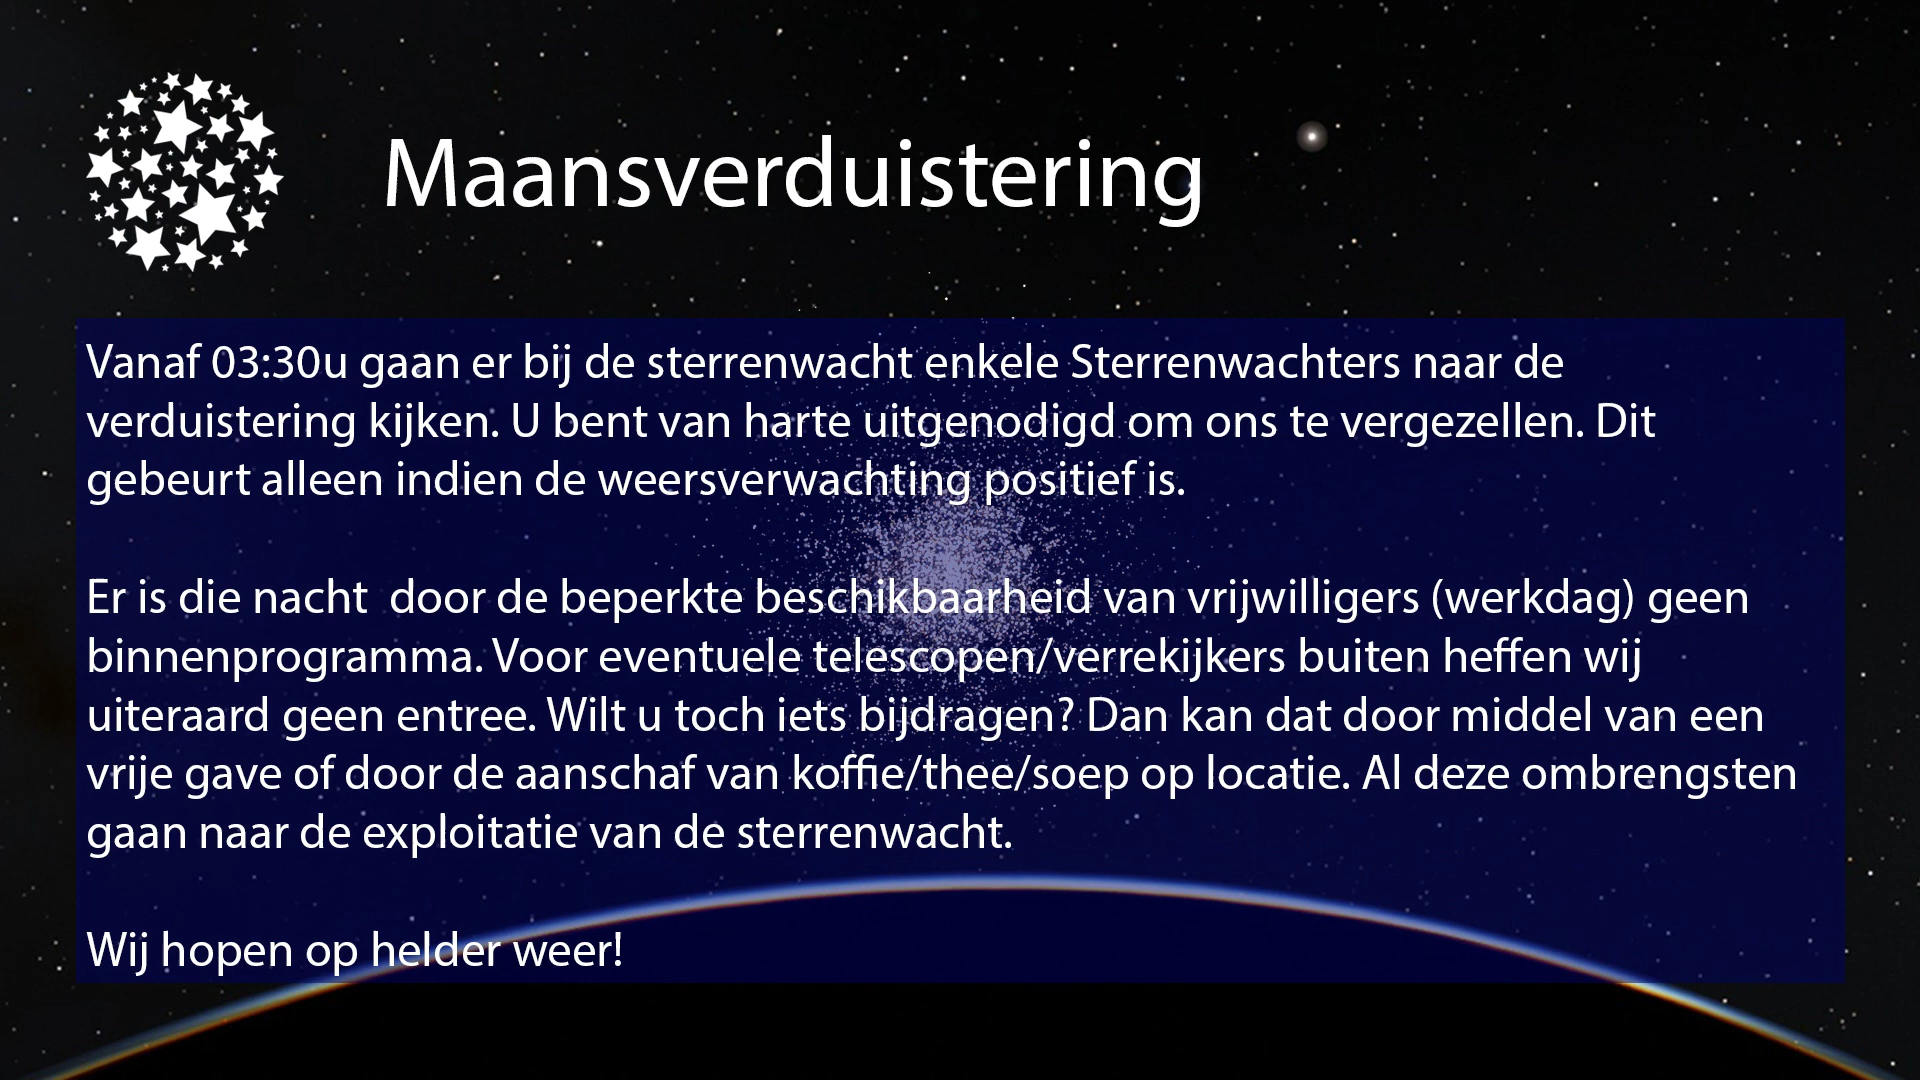 Maansverduistering
Vanaf 03:30u gaan er bij de sterrenwacht enkele Sterrenwachters naar de
verduistering kijken. U bent van harte uitgenodigd om ons te vergezellen. Dit
gebeurt alleen indien de weersverwachting positief is.
Er is die nacht  door de beperkte beschikbaarheid van vrijwilligers (werkdag) geen
binnenprogramma. Voor eventuele telescopen/verrekijkers buiten heffen wij
uiteraard geen entree. Wilt u toch iets bijdragen? Dan kan dat door middel van een
vrije gave of door de aanschaf van koffie/thee/soep op locatie. Al deze ombrengsten
gaan naar de exploitatie van de sterrenwacht.
Wij hopen op helder weer!